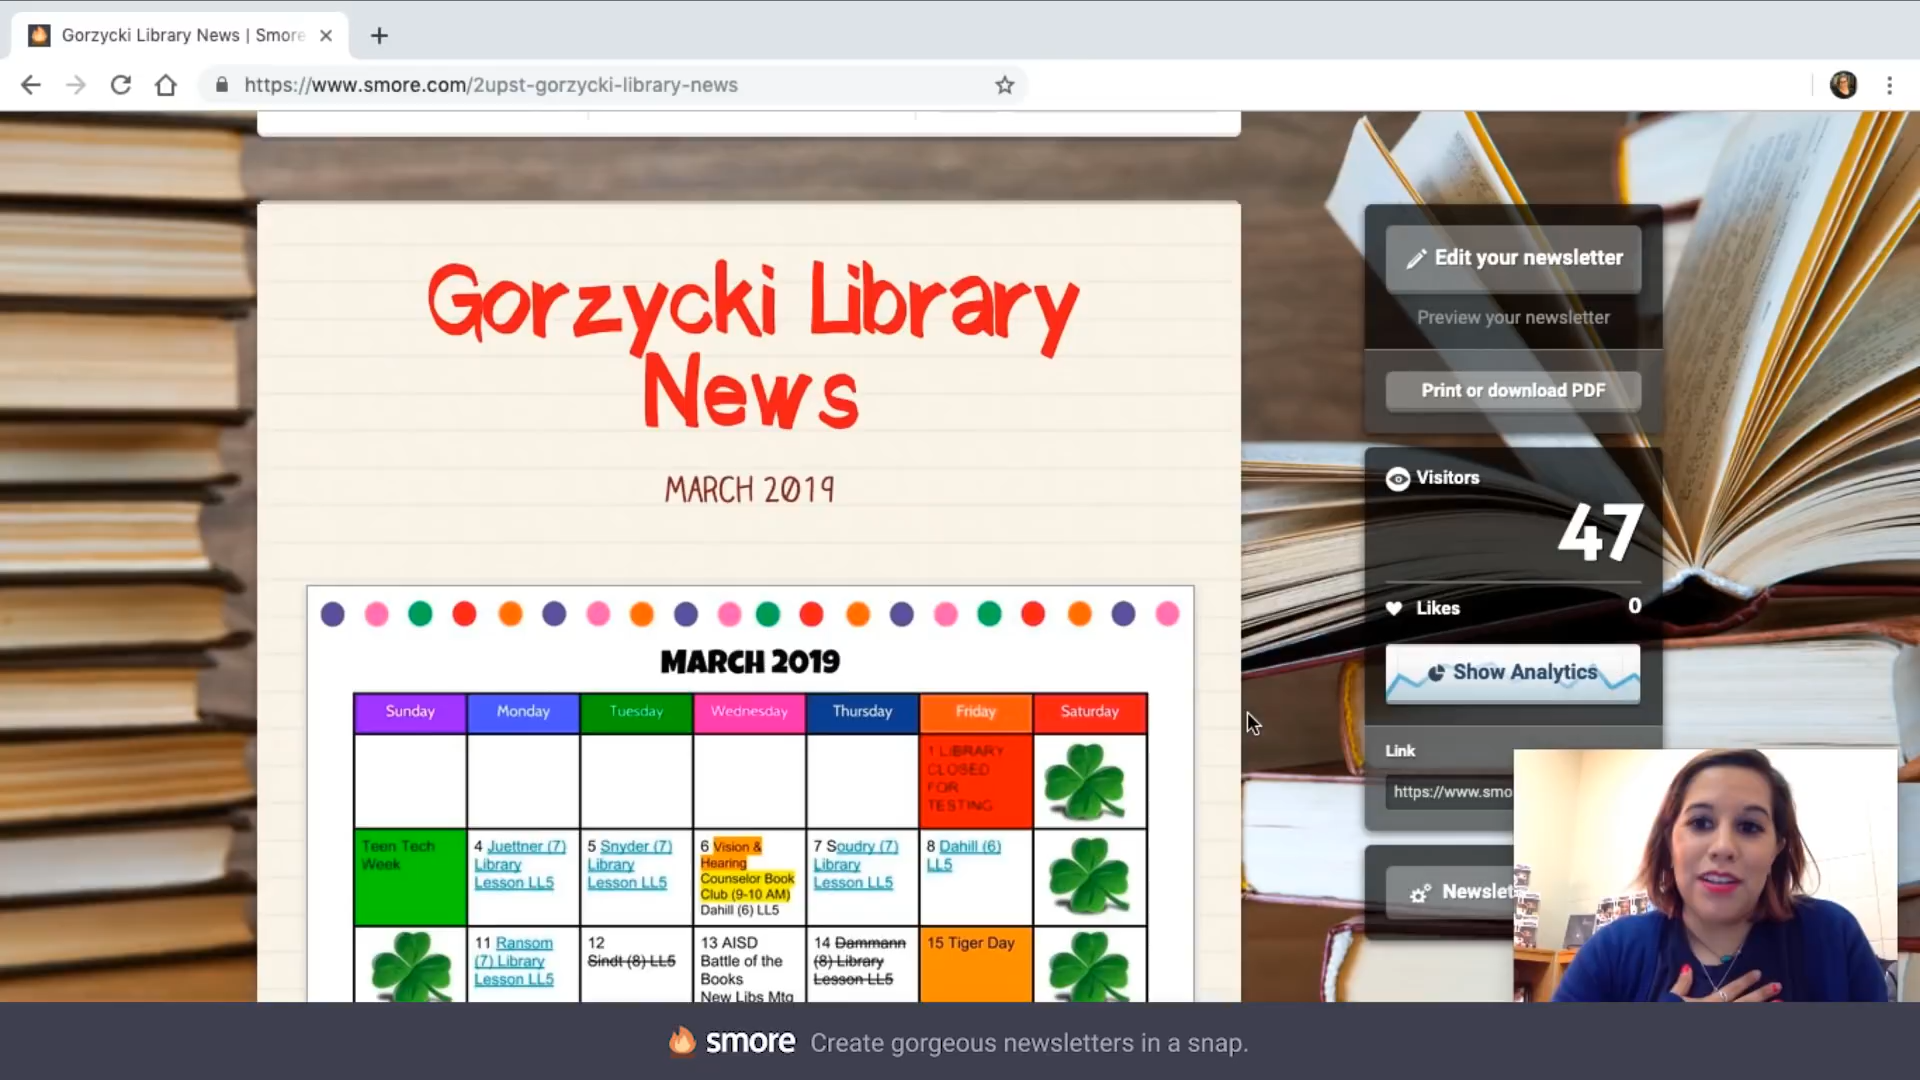 Gorzycki Library News | Smore
https://www.smore.com/2upst-gorzycki-library-news
Gorzycki Library
News
MARCH 2019
MARCH 2019
Sunday Monday Tuesday Wednesday Thursday Friday Saturday
1 LIBRARY
CLOSED
FOR
TESTING
Teen Tech
Week
4 Juettner (7)
Library
Lesson LL5
5 Snyder (7)
Library
Lesson LL5
6 Vision &
Hearing
Counselor Book
Club (9-10 AM)
Dahill (6) LL5
7 Soudry (7)
Library
Lesson LL5
8 Dahill (6)
LL5
11 Ransom
(7) Library
Lesson LL5
12
Sindt (8) LL5
13 AISD
Battle of the
Books
New Libs Mtg
14 Dammann
(8) Library
Lesson LL5
15 Tiger Day
Edit your newsletter
Preview your newsletter
Print or download PDF
Visitors
47
Likes 0
Show Analytics
Link
https://www.smo
Newslet
smore Create gorgeous newsletters in a snap.